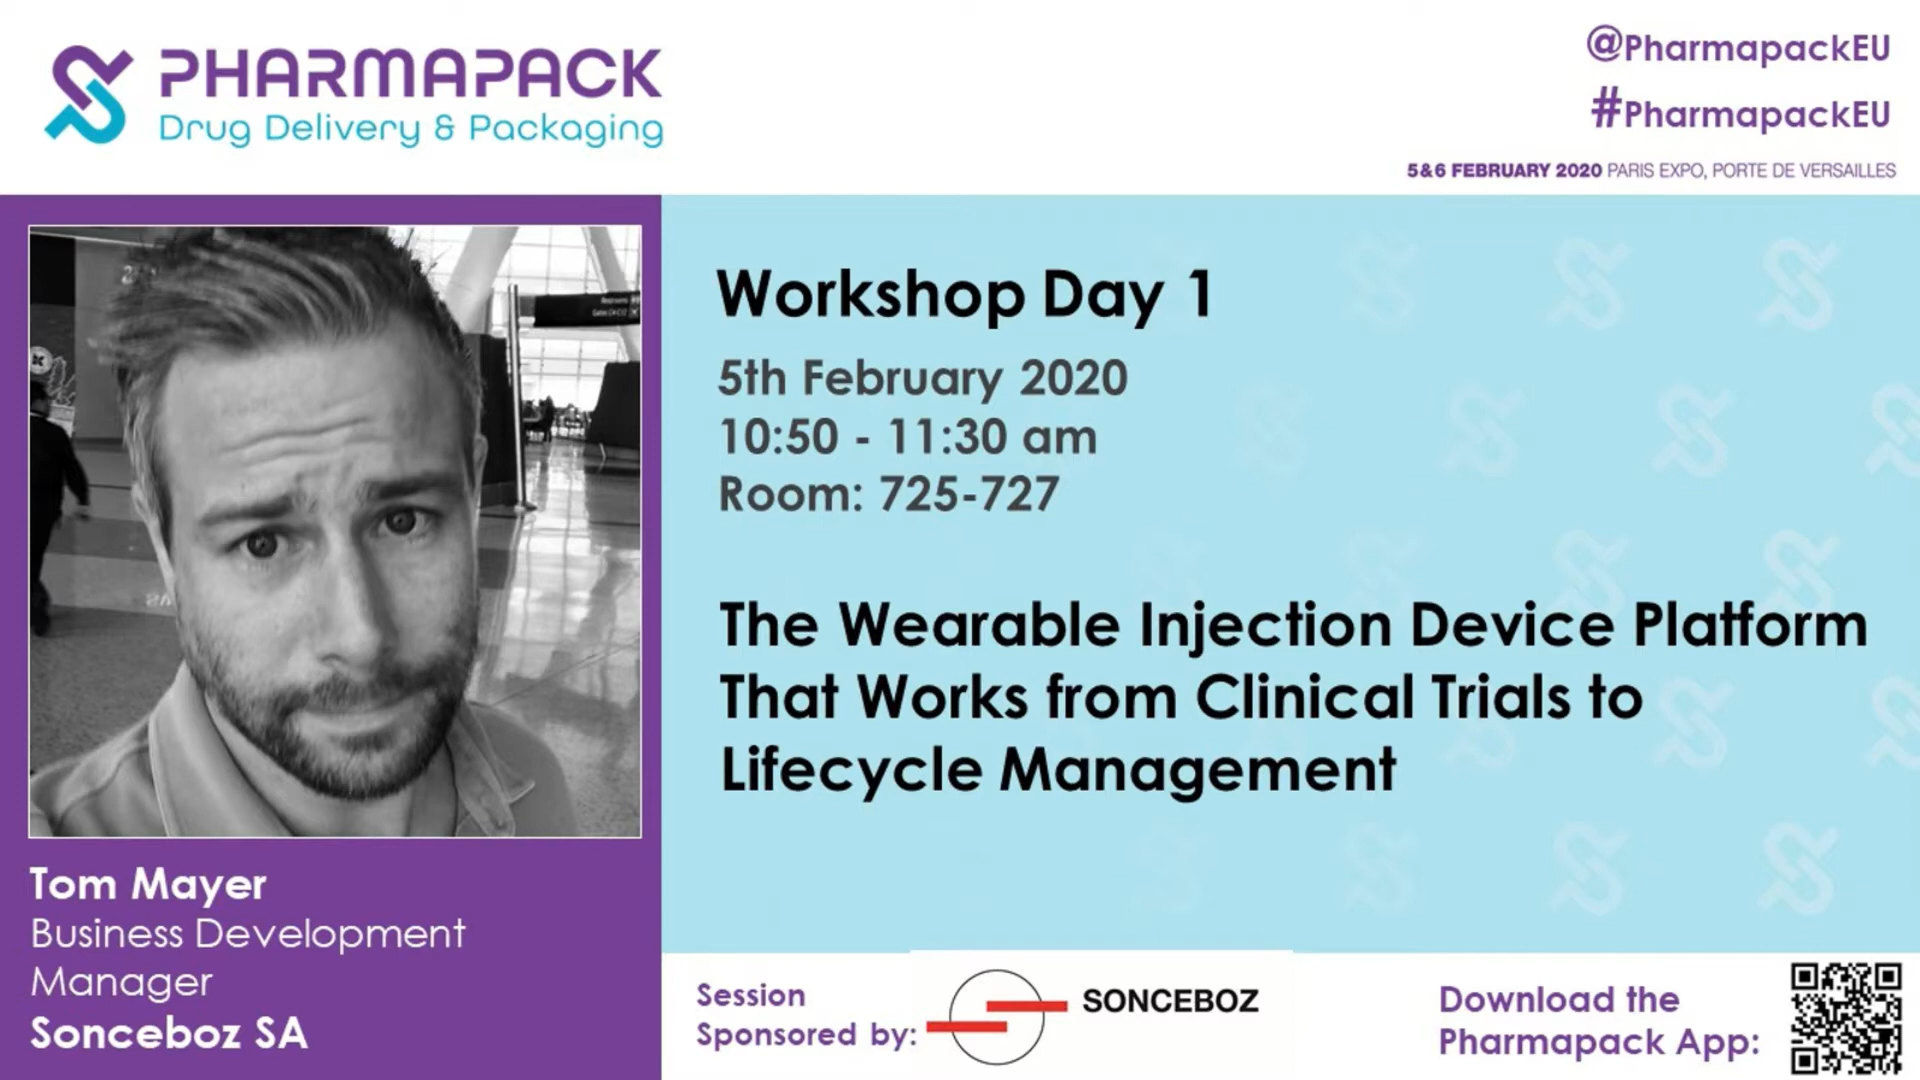 PHARMAPACK
Drug Delivery & Packaging
@PharmapackEU
#PharmapackEU
5&6 FEBRUARY 2020 PARIS EXPO, PORTE DE VERSAILLES
Workshop Day 1
5th February 2020
10:50 - 11:30 am
Room: 725-727
The Wearable Injection Device Platform
That Works from Clinical Trials to
Lifecycle Management
Tom Mayer
Business Development
Manager
Sonceboz SA
Session
Sponsored by:
SONCEBOZ
Download the
Pharmapack App: